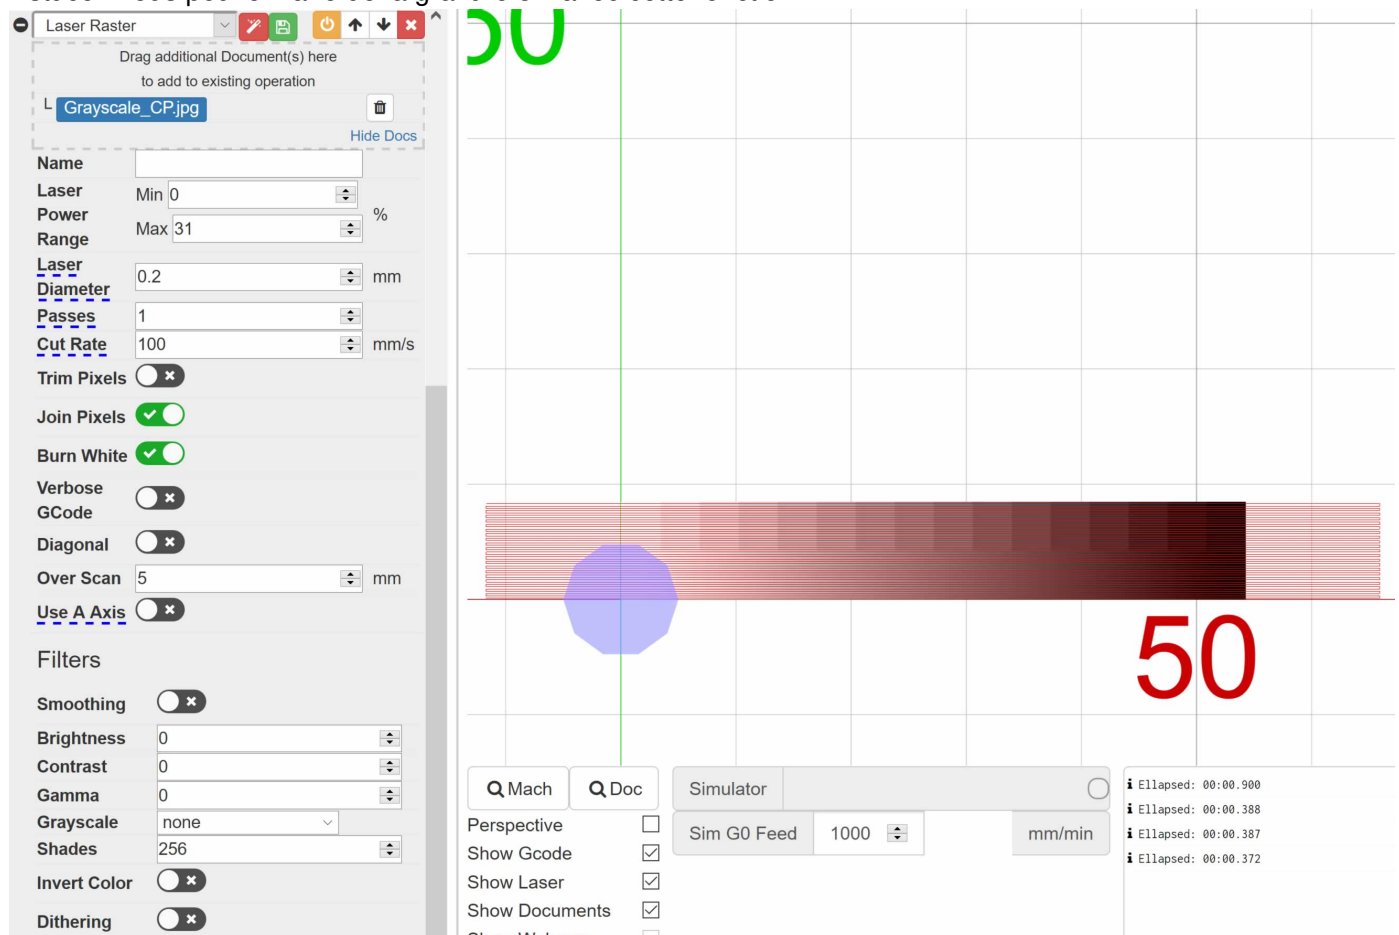 Laser Raster
Drag additional Document(s) here
to add to existing operation
Grayscale_CP.jpg
Hide Docs
Name
Laser Power Range
Min 0
%
Max 31
Laser Diameter
0.2
mm
Passes
1
Cut Rate
100
mm/s
Trim Pixels
Join Pixels
Burn White
Verbose
GCode
Diagonal
Over Scan
5
mm
Use A Axis
Filters
Smoothing
Brightness
0
Contrast
0
Gamma
0
Grayscale
none
Shades
256
Invert Color
Dithering
50
50
Mach
Doc
Perspective
Show Gcode
Show Laser
Show Documents
Simulator
Sim G0 Feed
1000
mm/min
Ellapsed: 00:00.900
Ellapsed: 00:00.388
Ellapsed: 00:00.387
Ellapsed: 00:00.372